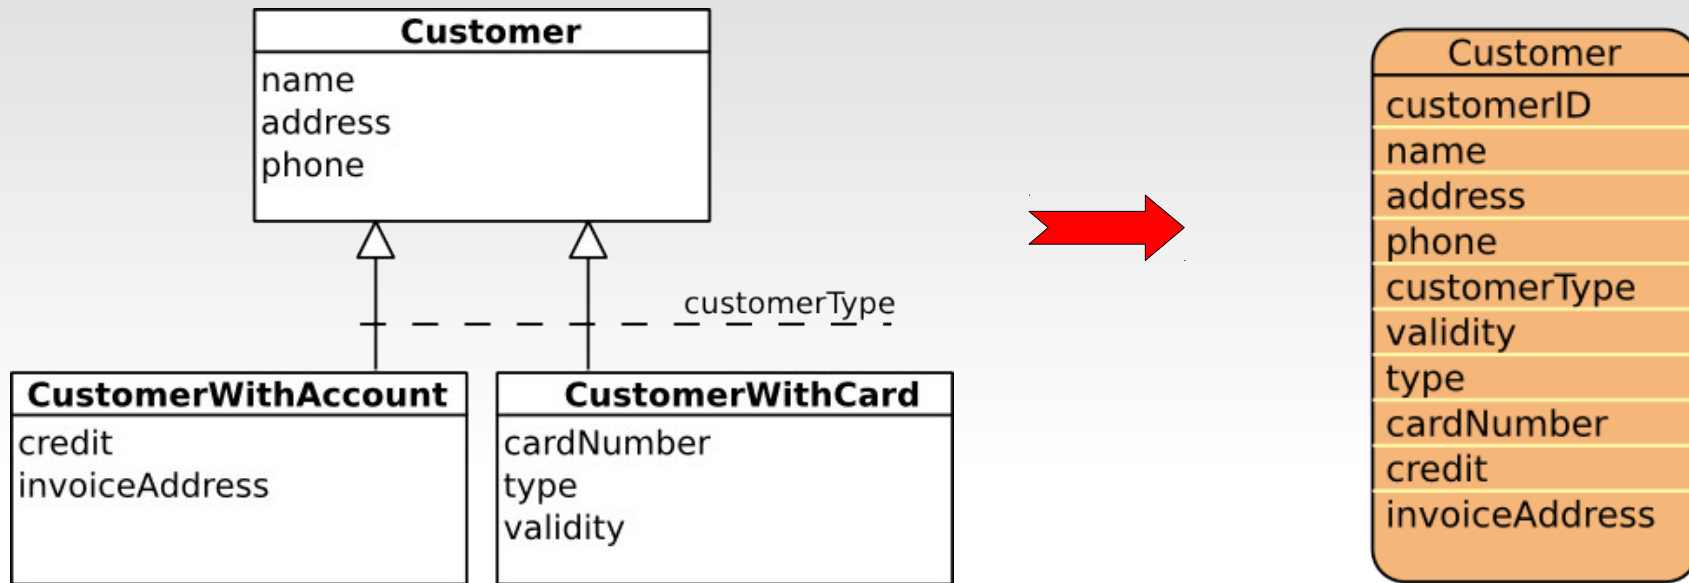 Customer
name
address
phone
customerType
CustomerWithAccount
credit
invoiceAddress
CustomerWithCard
cardNumber
type
validity
Customer
customerID
name
address
phone
customerType
validity
type
cardNumber
credit
invoiceAddress